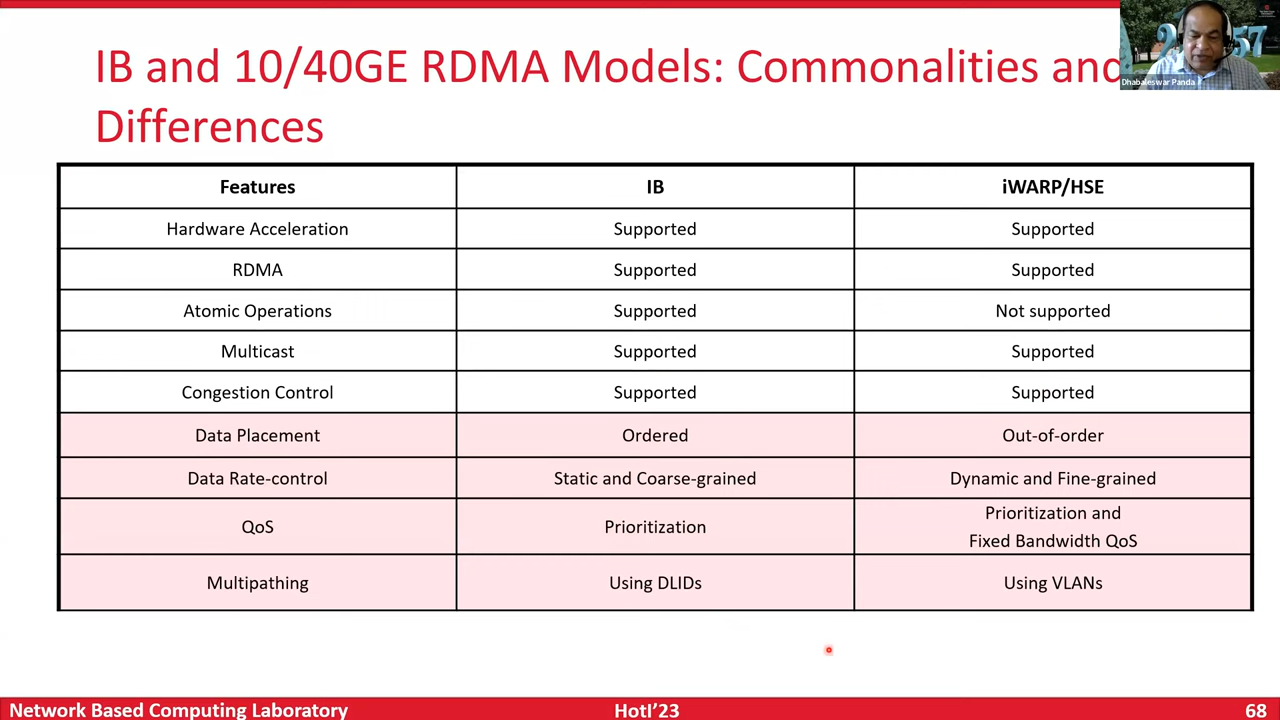 IB and 10/40GE RDMA Models: Commonalities and
Differences
Dhabaleswar Panda
Features IB iWARP/HSE
Hardware Acceleration Supported Supported
RDMA Supported Supported
Atomic Operations Supported Not supported
Multicast Supported Supported
Congestion Control Supported Supported
Data Placement Ordered Out-of-order
Data Rate-control Static and Coarse-grained Dynamic and Fine-grained
QoS Prioritization Prioritization and
Fixed Bandwidth QoS
Multipathing Using DLIDs Using VLANs
Network Based Computing Laboratory HotI'23 68